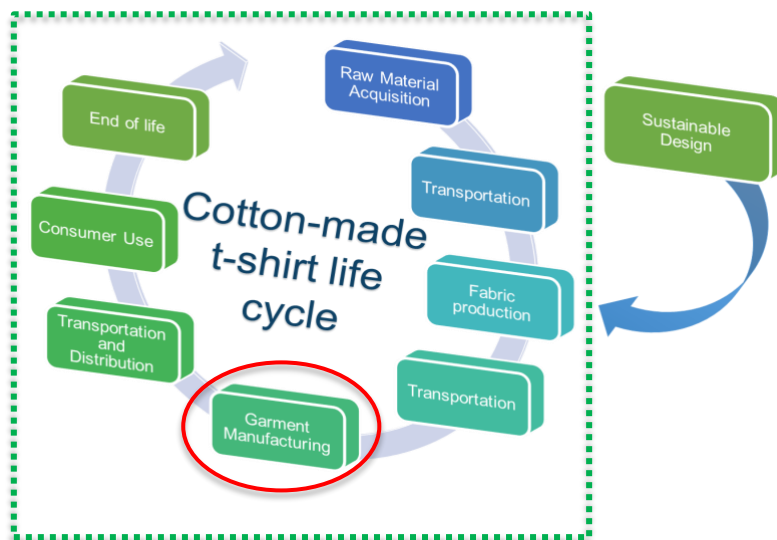 Raw Material
Acquisition
Transportation
Fabric
production
Transportation
Garment
Manufacturing
Transportation
and
Distribution
Consumer Use
End of life
Cotton-made
t-shirt life
cycle
Sustainable
Design